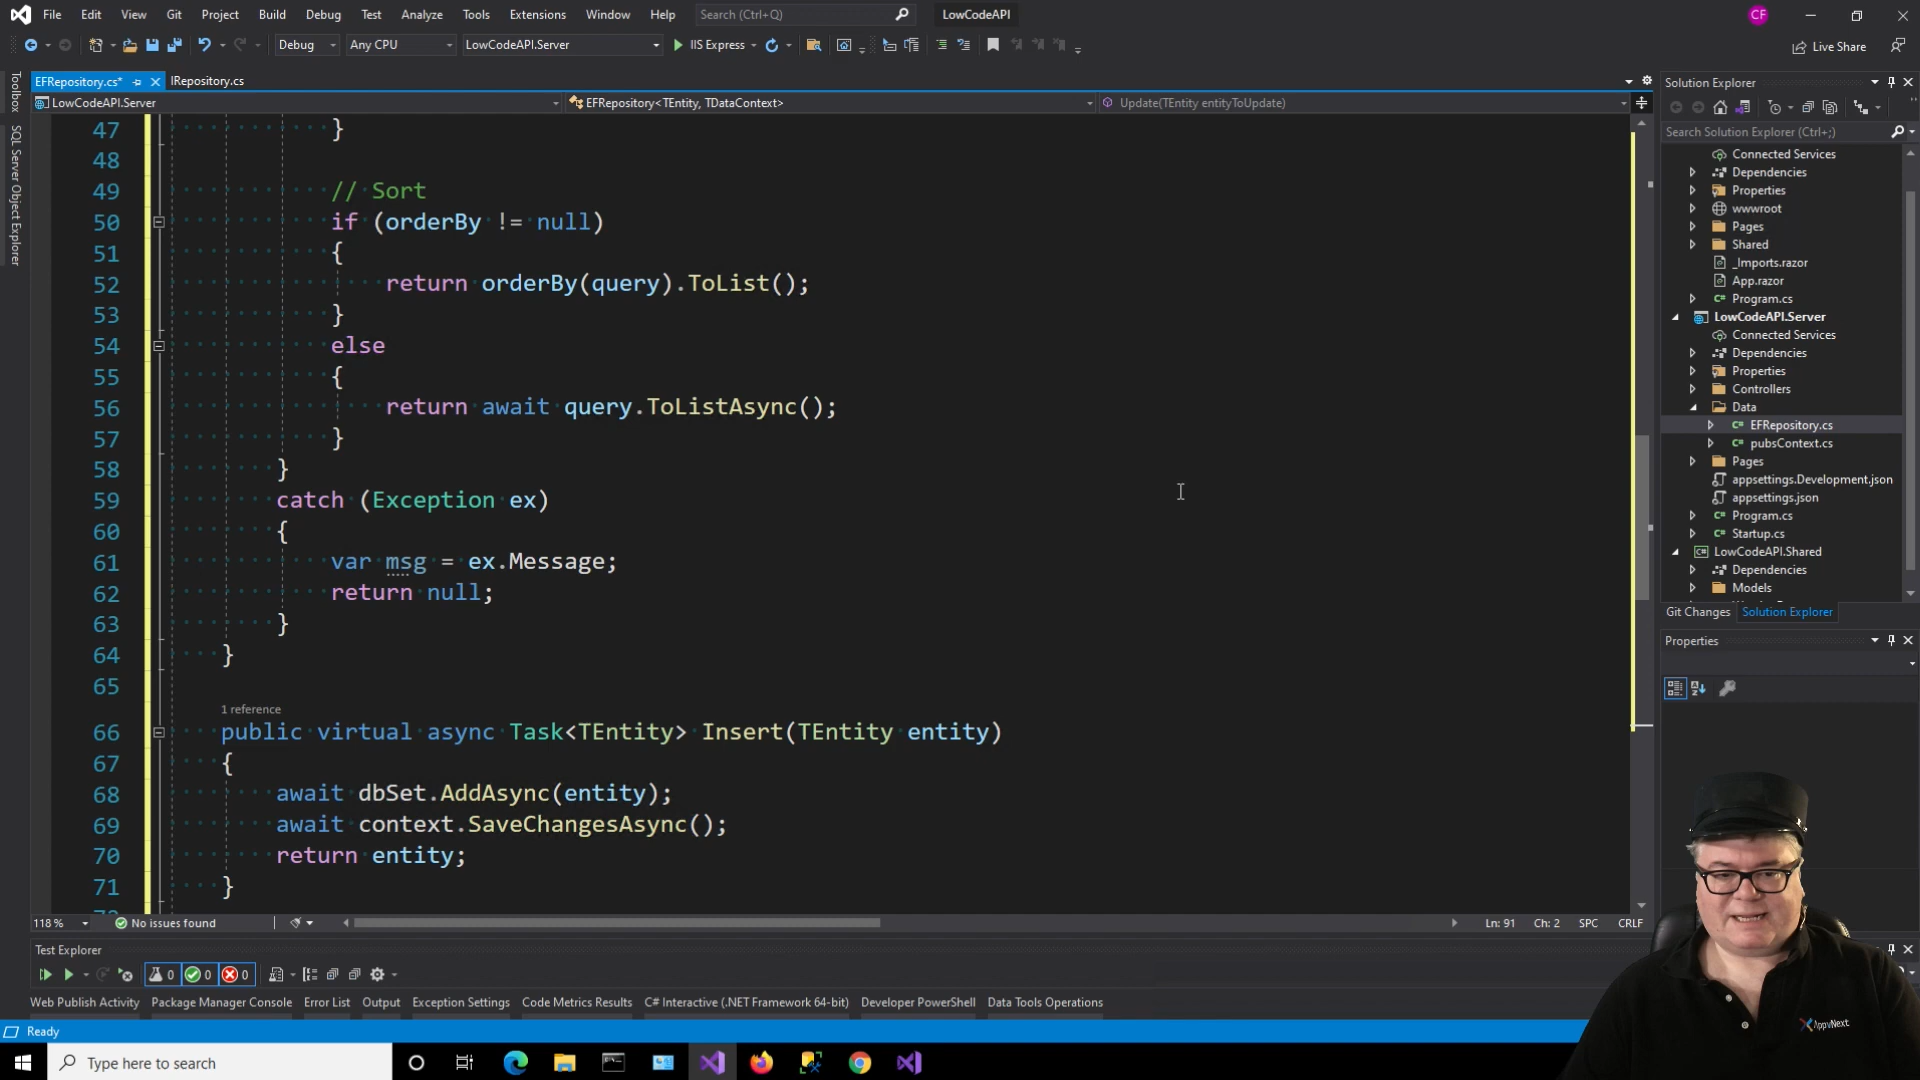 File Edit View Git Project Build Debug Test Analyze Tools Extensions Window Help Search (Ctrl+Q) LowCodeAPI CF
Debug Any CPU LowCodeAPI.Server IIS Express Live Share
EFRepository.cs* IRepository.cs
LowCodeAPI.Server EFRepository<TEntity, TDataContext> Update(TEntity entityToUpdate)
Toolbox
SQL Server Object Explorer
47 }
48
49 // Sort
50 if (orderBy != null)
51 {
52 return orderBy(query).ToList();
53 }
54 else
55 {
56 return await query.ToListAsync();
57 }
58 }
59 catch (Exception ex)
60 {
61 var msg = ex.Message;
62 return null;
63 }
64 }
65
1 reference
66 public virtual async Task<TEntity> Insert(TEntity entity)
67 {
68 await dbSet.AddAsync(entity);
69 await context.SaveChangesAsync();
70 return entity;
71 }
118 % No issues found Ln: 91 Ch: 2 SPC CRLF
Test Explorer
0 0 0
Web Publish Activity Package Manager Console Error List Output Exception Settings Code Metrics Results C# Interactive (.NET Framework 64-bit) Developer PowerShell Data Tools Operations
Ready
Type here to search
Solution Explorer
Search Solution Explorer (Ctrl+;)
Connected Services
Dependencies
Properties
wwwroot
Pages
Shared
_Imports.razor
App.razor
C# Program.cs
LowCodeAPI.Server
Connected Services
Dependencies
Properties
Controllers
Data
C# EFRepository.cs
C# pubsContext.cs
Pages
appsettings.Development.json
appsettings.json
C# Program.cs
C# Startup.cs
LowCodeAPI.Shared
Dependencies
Models
Git Changes Solution Explorer
Properties
AppvNext